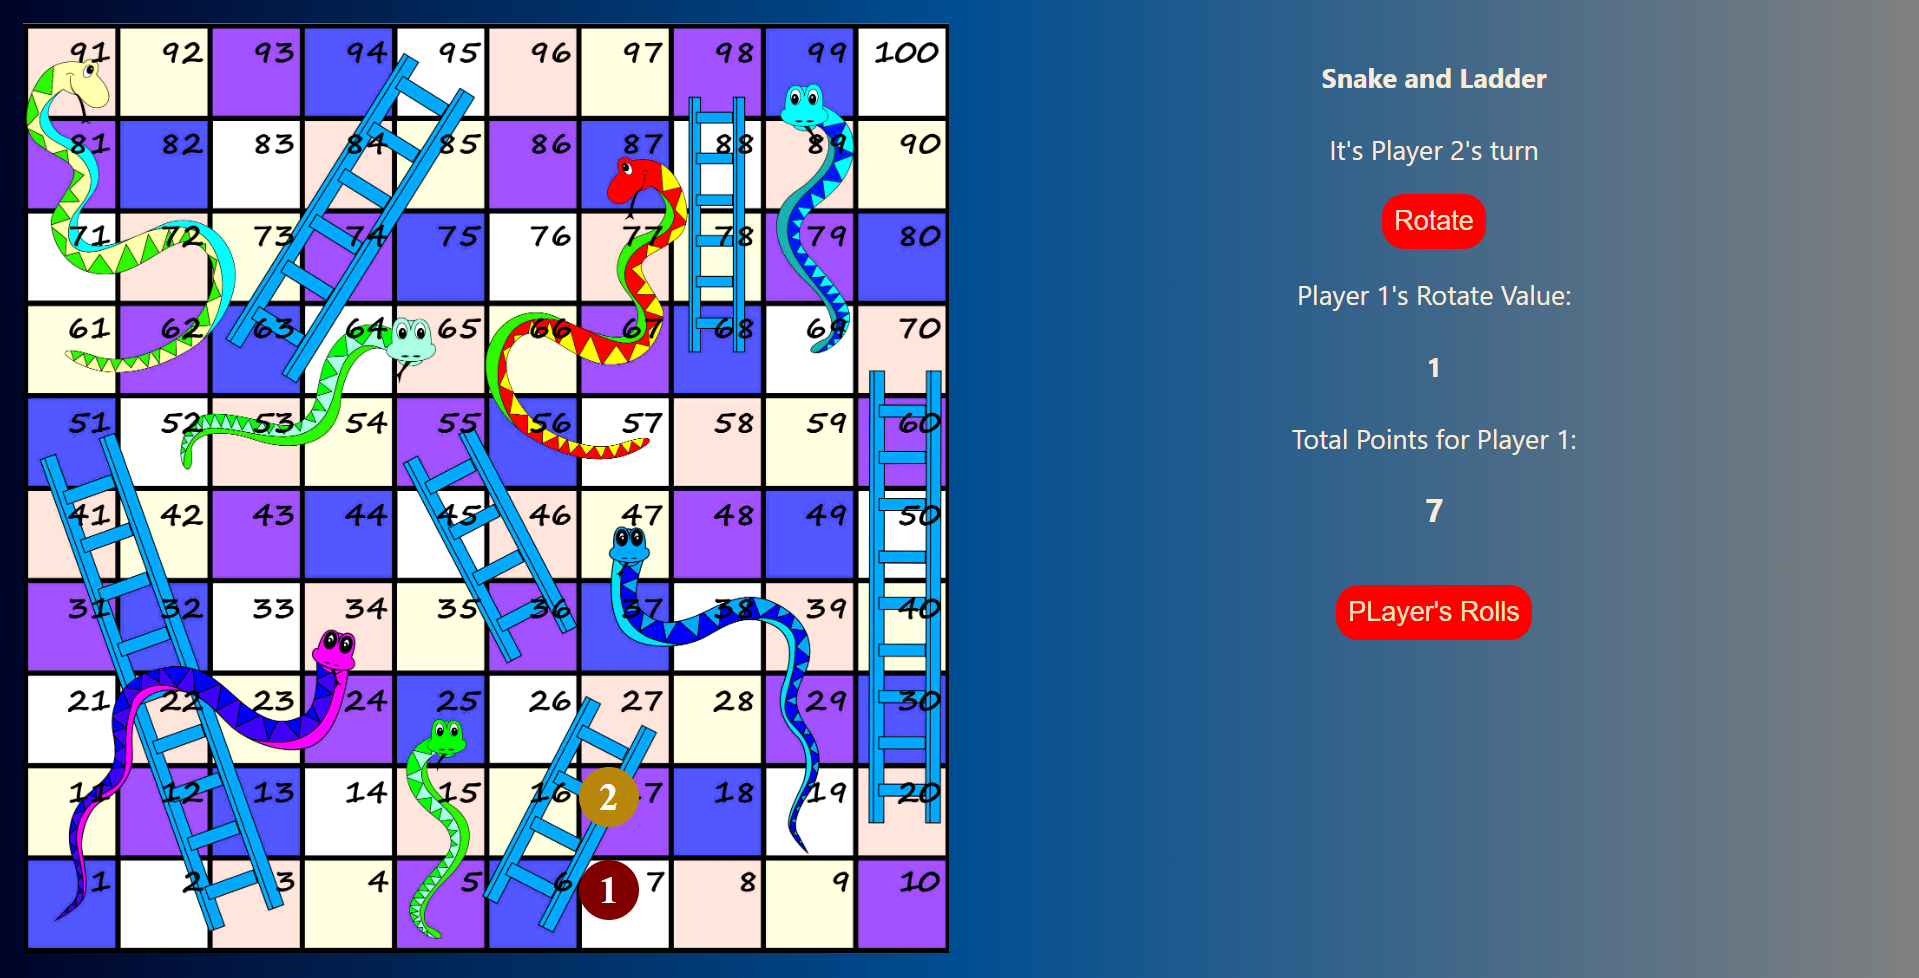 91 92 93 94 95 96 97 98 99 100
81 82 83 84 85 86 87 88 89 90
71 72 73 74 75 76 77 78 79 80
61 62 63 64 65 66 67 68 69 70
51 52 53 54 55 56 57 58 59 60
41 42 43 44 45 46 47 48 49 50
31 32 33 34 35 36 37 38 39 40
21 22 23 24 25 26 27 28 29 30
11 12 13 14 15 16 2 7 18 19 20
1 2 3 4 5 6 1 7 8 9 10
Snake and Ladder
It's Player 2's turn
Rotate
Player 1's Rotate Value:
1
Total Points for Player 1:
7
PLayer's Rolls